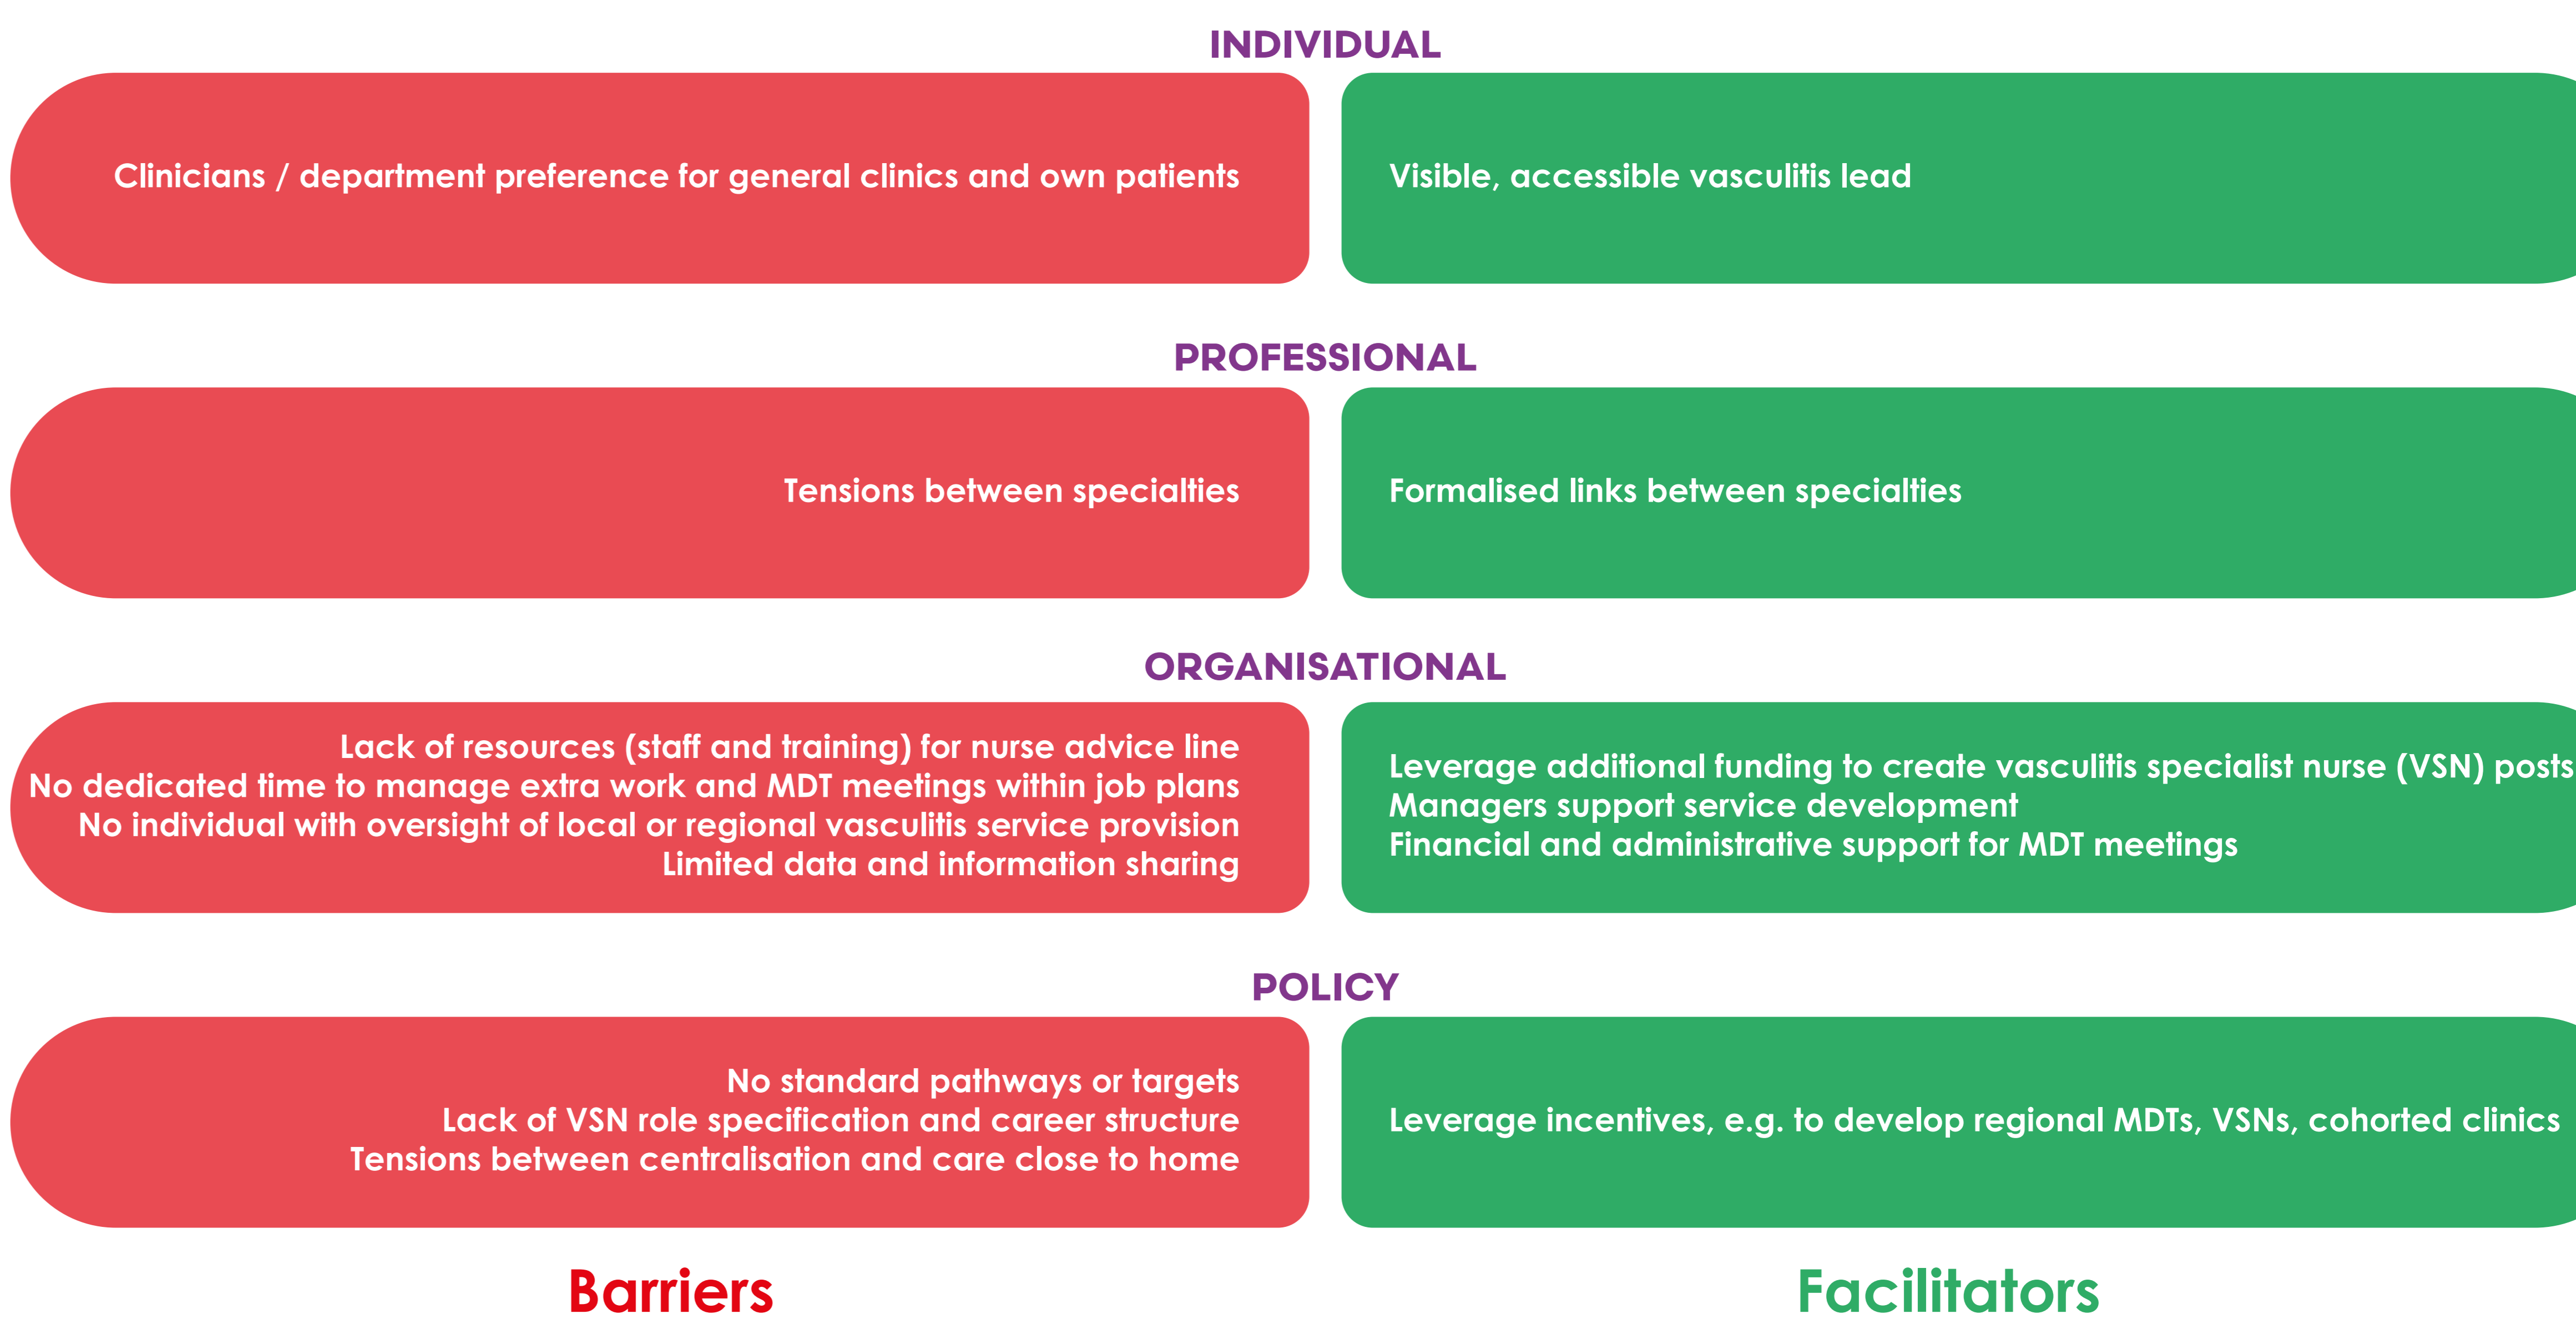 INDIVIDUAL
Clinicians / department preference for general clinics and own patients
Visible, accessible vasculitis lead
PROFESSIONAL
Tensions between specialties
Formalised links between specialties
ORGANISATIONAL
Lack of resources (staff and training) for nurse advice line
No dedicated time to manage extra work and MDT meetings within job plans
No individual with oversight of local or regional vasculitis service provision
Limited data and information sharing
Leverage additional funding to create vasculitis specialist nurse (VSN) posts
Managers support service development
Financial and administrative support for MDT meetings
POLICY
No standard pathways or targets
Lack of VSN role specification and career structure
Tensions between centralisation and care close to home
Leverage incentives, e.g. to develop regional MDTs, VSNs, cohorted clinics
Barriers
Facilitators